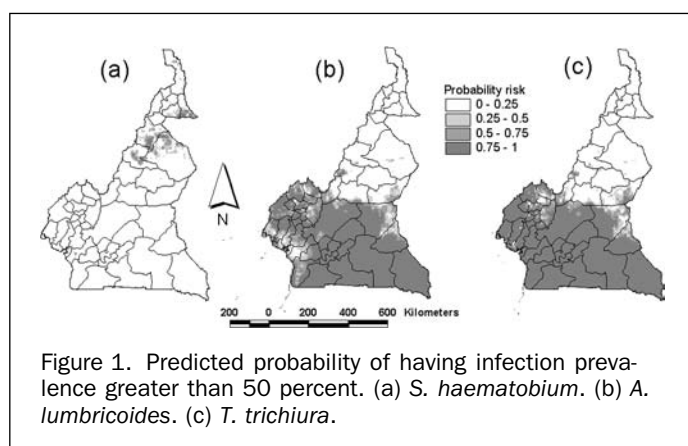 (a)
(b)
(c)
Probability risk
0 - 0.25
0.25 - 0.5
0.5 - 0.75
0.75 - 1
N
200 0 200 400 600 Kilometers
Figure 1. Predicted probability of having infection preva-
lence greater than 50 percent. (a) S. haematobium. (b) A.
lumbricoides. (c) T. trichiura.